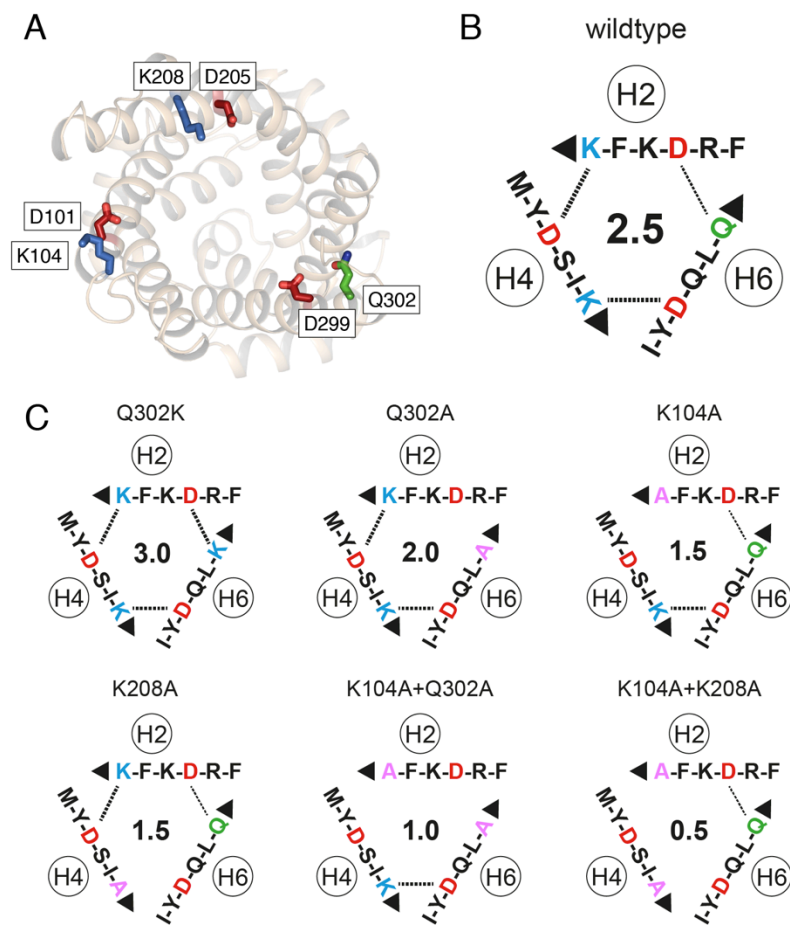 A
K208 D205
D101
K104
Q302
D299
B
wildtype
H2
K-F-K-D-R-F
M-Y-D-S-I-K
I-Y-D-Q-L-Q
2.5
H4
H6
C
Q302K
H2
K-F-K-D-R-F
M-Y-D-S-I-K
I-Y-D-Q-L-K
3.0
H4
H6
Q302A
H2
K-F-K-D-R-F
M-Y-D-S-I-K
I-Y-D-Q-L-A
2.0
H4
H6
K104A
H2
A-F-K-D-R-F
M-Y-D-S-I-K
I-Y-D-Q-L-Q
1.5
H4
H6
K208A
H2
K-F-K-D-R-F
M-Y-D-S-I-A
I-Y-D-Q-L-Q
1.5
H4
H6
K104A+Q302A
H2
A-F-K-D-R-F
M-Y-D-S-I-K
I-Y-D-Q-L-A
1.0
H4
H6
K104A+K208A
H2
A-F-K-D-R-F
M-Y-D-S-I-A
I-Y-D-Q-L-Q
0.5
H4
H6